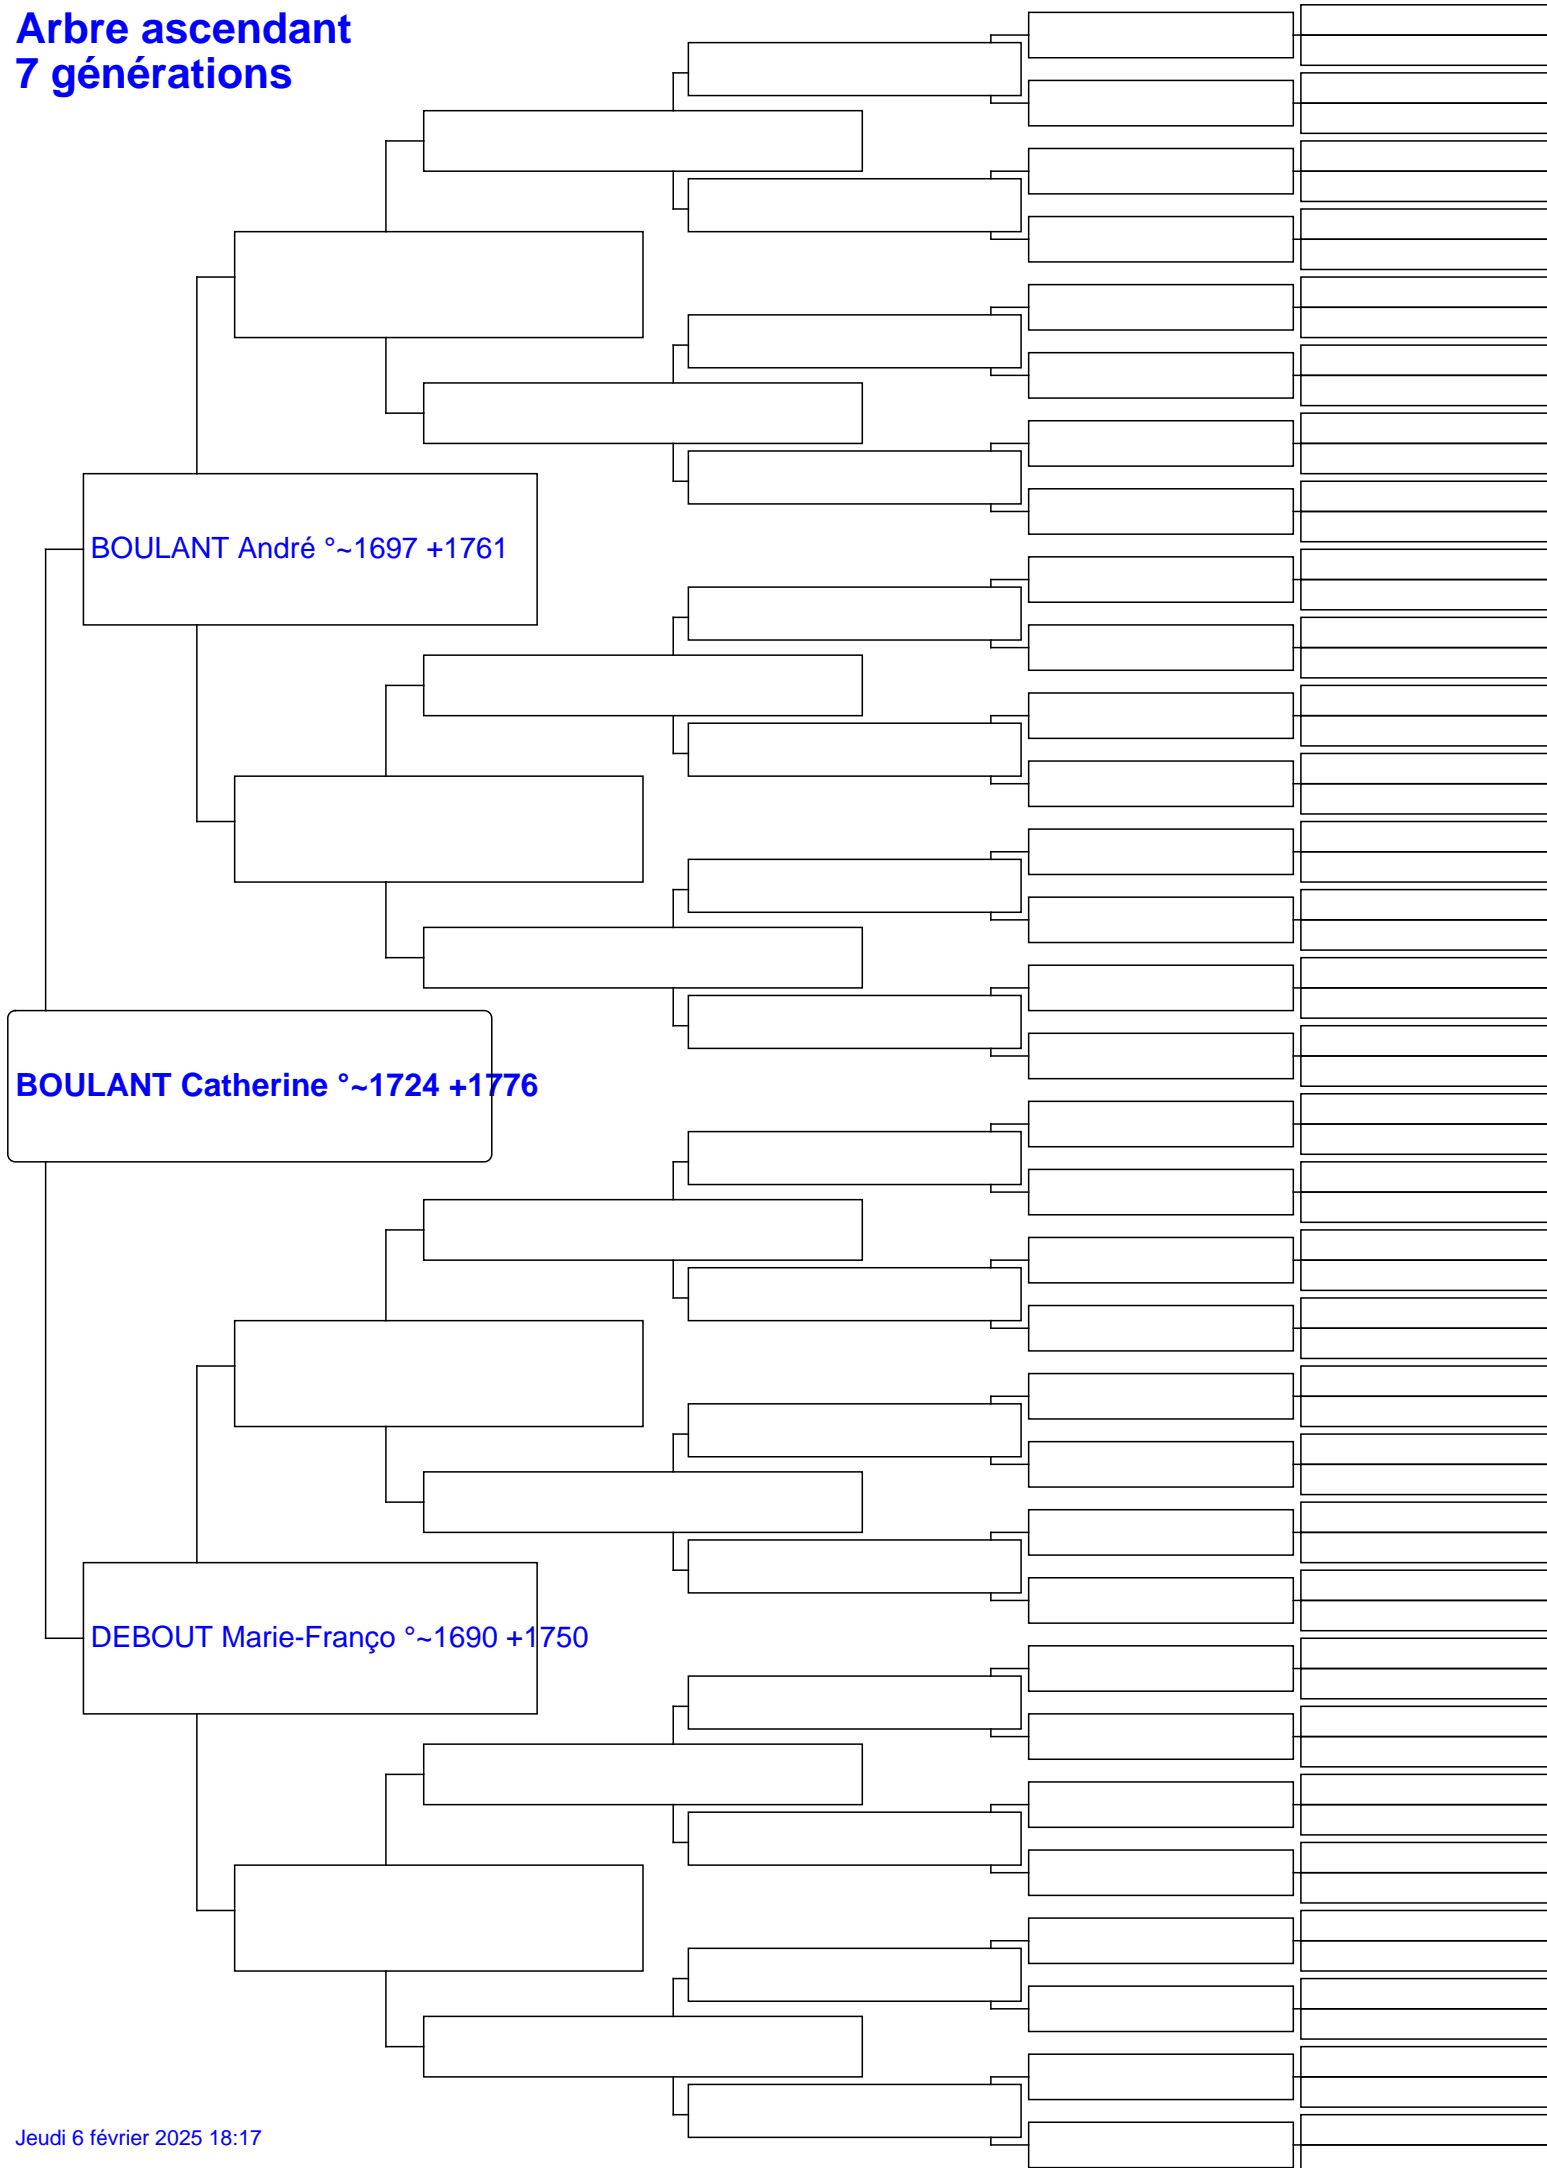 Arbre ascendant
7 générations
BOULANT André °~1697 +1761
BOULANT Catherine °~1724 +1776
DEBOUT Marie-Franço °~1690 +1750
Jeudi 6 février 2025 18:17